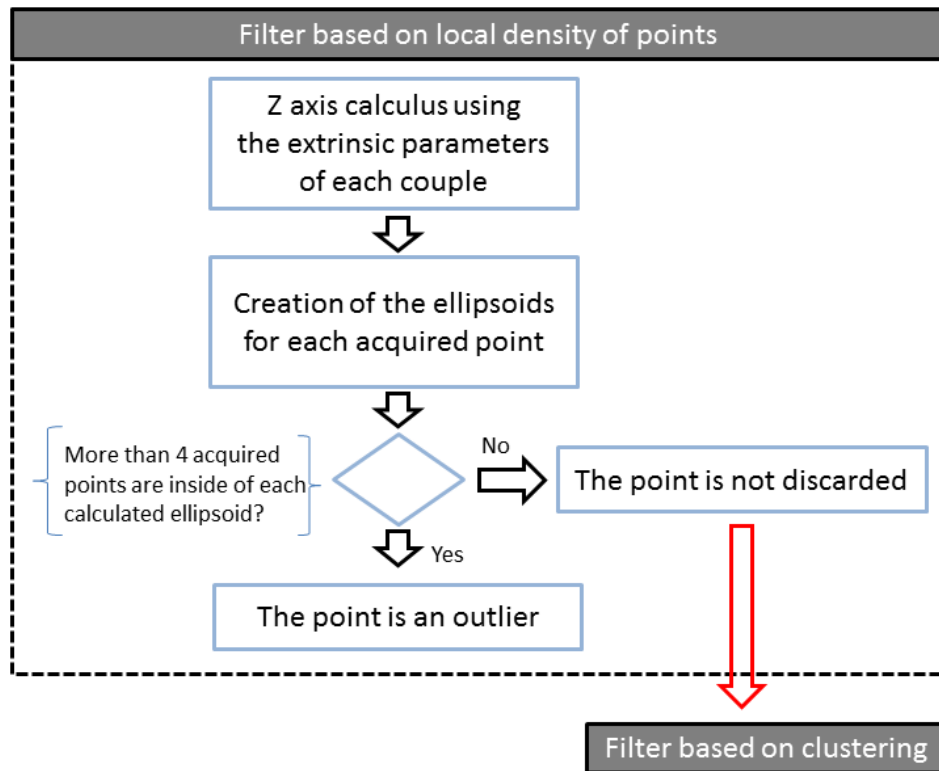 Filter based on local density of points
Z axis calculus using
the extrinsic parameters
of each couple
Creation of the ellipsoids
for each acquired point
More than 4 acquired
points are inside of each
calculated ellipsoid?
No
The point is not discarded
Yes
The point is an outlier
Filter based on clustering